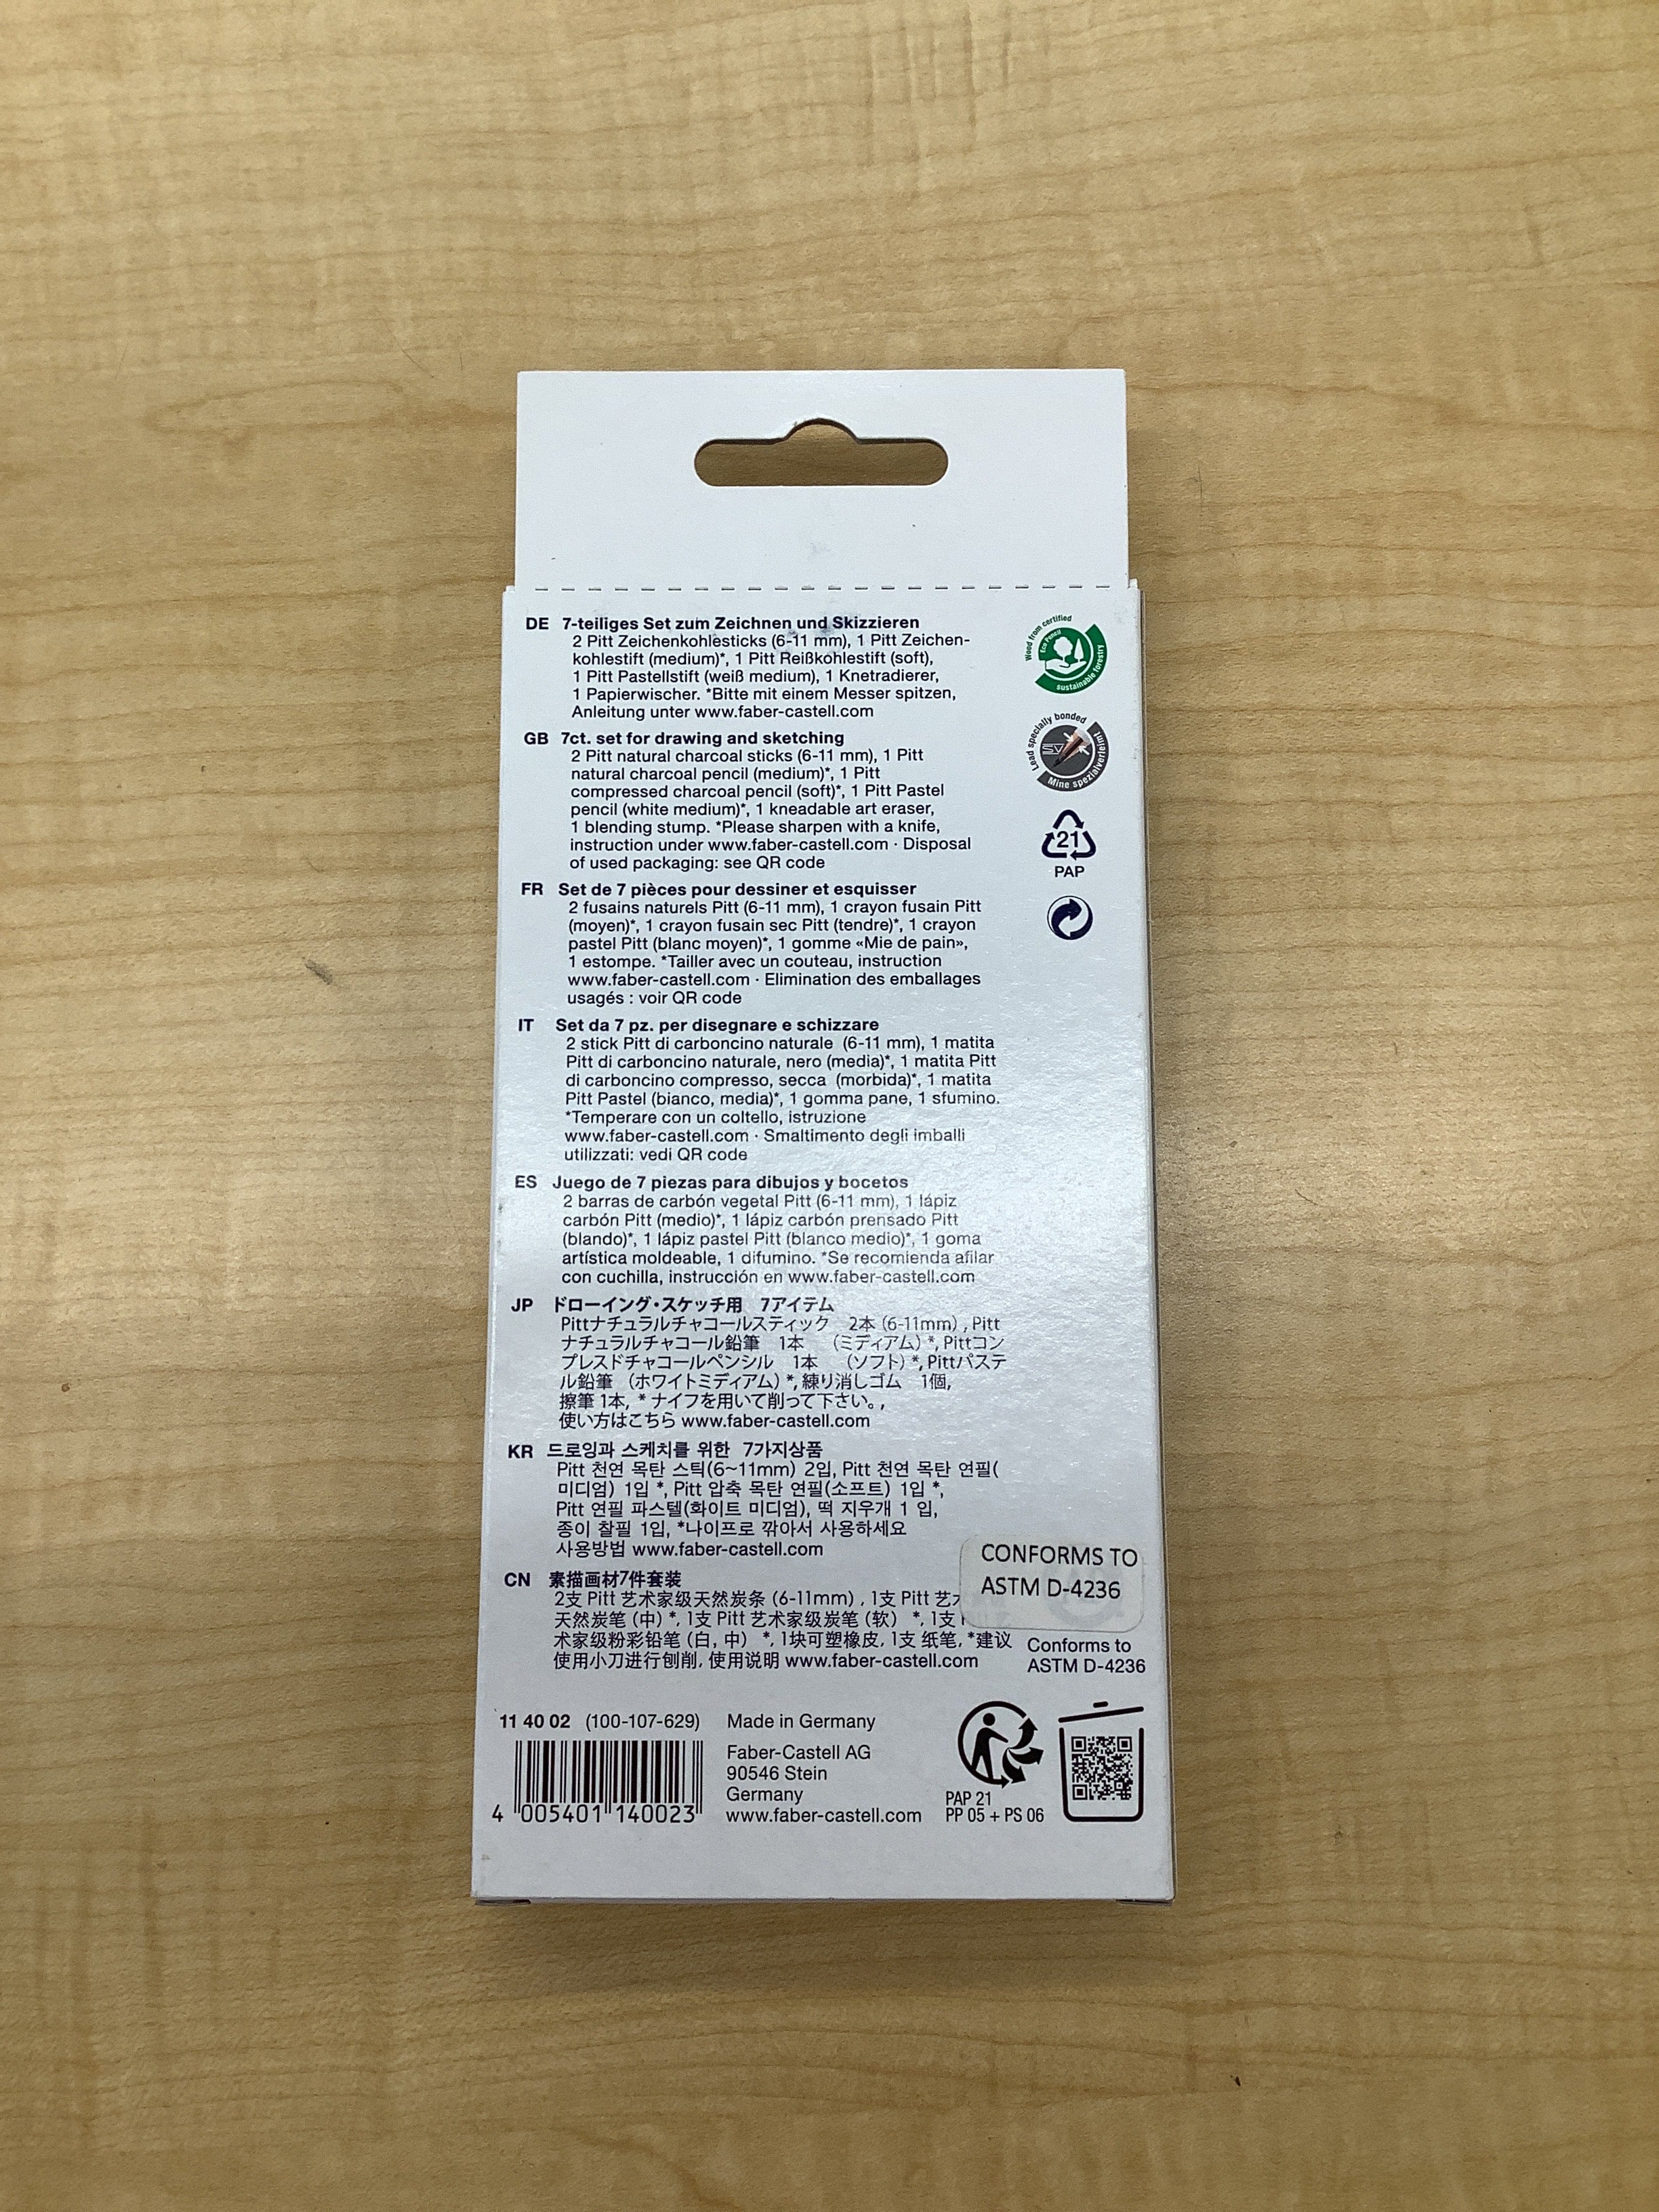 DE 7-teiliges Set zum Zeichnen und Skizzieren
2 Pitt Zeichenkohlesticks (6-11 mm), 1 Pitt Zeichen-
kohlestift (medium)*, 1 Pitt Reißkohlestift (soft),
1 Pitt Pastellstift (weiß medium), 1 Knetradierer,
1 Papierwischer. *Bitte mit einem Messer spitzen,
Anleitung unter www.faber-castell.com
GB 7ct. set for drawing and sketching
2 Pitt natural charcoal sticks (6-11 mm), 1 Pitt
natural charcoal pencil (medium)*, 1 Pitt
compressed charcoal pencil (soft)*, 1 Pitt Pastel
pencil (white medium)*, 1 kneadable art eraser,
1 blending stump. *Please sharpen with a knife,
instruction under www.faber-castell.com · Disposal
of used packaging: see QR code
FR Set de 7 pièces pour dessiner et esquisser
2 fusains naturels Pitt (6-11 mm), 1 crayon fusain Pitt
(moyen)*, 1 crayon fusain sec Pitt (tendre)*, 1 crayon
pastel Pitt (blanc moyen)*, 1 gomme «Mie de pain»,
1 estompe. *Tailler avec un couteau, instruction
www.faber-castell.com · Elimination des emballages
usagés : voir QR code
IT Set da 7 pz. per disegnare e schizzare
2 stick Pitt di carboncino naturale (6-11 mm), 1 matita
Pitt di carboncino naturale, nero (media)*, 1 matita Pitt
di carboncino compresso, secca (morbida)*, 1 matita
Pitt Pastel (bianco, media)*, 1 gomma pane, 1 sfumino.
*Temperare con un coltello, istruzione
www.faber-castell.com · Smaltimento degli imballi
utilizzati: vedi QR code
ES Juego de 7 piezas para dibujos y bocetos
2 barras de carbón vegetal Pitt (6-11 mm), 1 lápiz
carbón Pitt (medio)*, 1 lápiz carbón prensado Pitt
(blando)*, 1 lápiz pastel Pitt (blanco medio)*, 1 goma
artística moldeable, 1 difumino. *Se recomienda afilar
con cuchilla, instrucción en www.faber-castell.com
JP ドローイング・スケッチ用 7アイテム
Pittナチュラルチャコールスティック 2本 (6-11mm) , Pitt
ナチュラルチャコール鉛筆 1本 (ミディアム) *, Pittコン
プレスドチャコールペンシル 1本 (ソフト) *, Pittパステ
ル鉛筆 (ホワイトミディアム) *, 練り消しゴム 1個,
擦筆 1本, * ナイフを用いて削って下さい。,
使い方はこちら www.faber-castell.com
KR 드로잉과 스케치를 위한 7가지상품
Pitt 천연 목탄 스틱(6~11mm) 2입, Pitt 천연 목탄 연필(
미디엄) 1입 *, Pitt 압축 목탄 연필(소프트) 1입 *,
Pitt 연필 파스텔(화이트 미디엄), 떡 지우개 1 입,
종이 찰필 1입, *나이프로 깎아서 사용하세요
사용방법 www.faber-castell.com
CN 素描画材7件套装
2支 Pitt 艺术家级天然炭条 (6-11mm) , 1支 Pitt 艺
天然炭笔 (中) *, 1支 Pitt 艺术家级炭笔 (软) *, 1支
术家级粉彩铅笔 (白, 中) *, 1块可塑橡皮, 1支 纸笔, *建议
使用小刀进行刨削, 使用说明 www.faber-castell.com
Wood from certified
Eco Pencil
sustainable forestry
Lead specially bonded
SV
Mine spezialverleimt
21
PAP
CONFORMS TO
ASTM D-4236
Conforms to
ASTM D-4236
11 40 02 (100-107-629)
4 005401 140023
Made in Germany
Faber-Castell AG
90546 Stein
Germany
www.faber-castell.com
PAP 21
PP 05 + PS 06